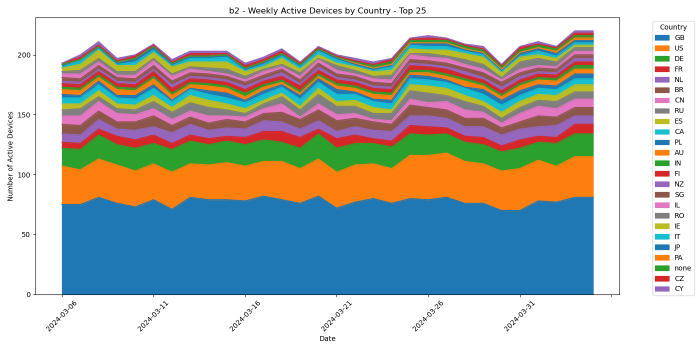 b2 - Weekly Active Devices by Country - Top 25
Number of Active Devices
200
150
100
50
0
2024-03-06
2024-03-11
2024-03-16
2024-03-21
2024-03-26
2024-03-31
Date
Country
GB
US
DE
FR
NL
BR
CN
RU
ES
CA
PL
AU
IN
FI
NZ
SG
IL
RO
IE
IT
JP
PA
none
CZ
CY